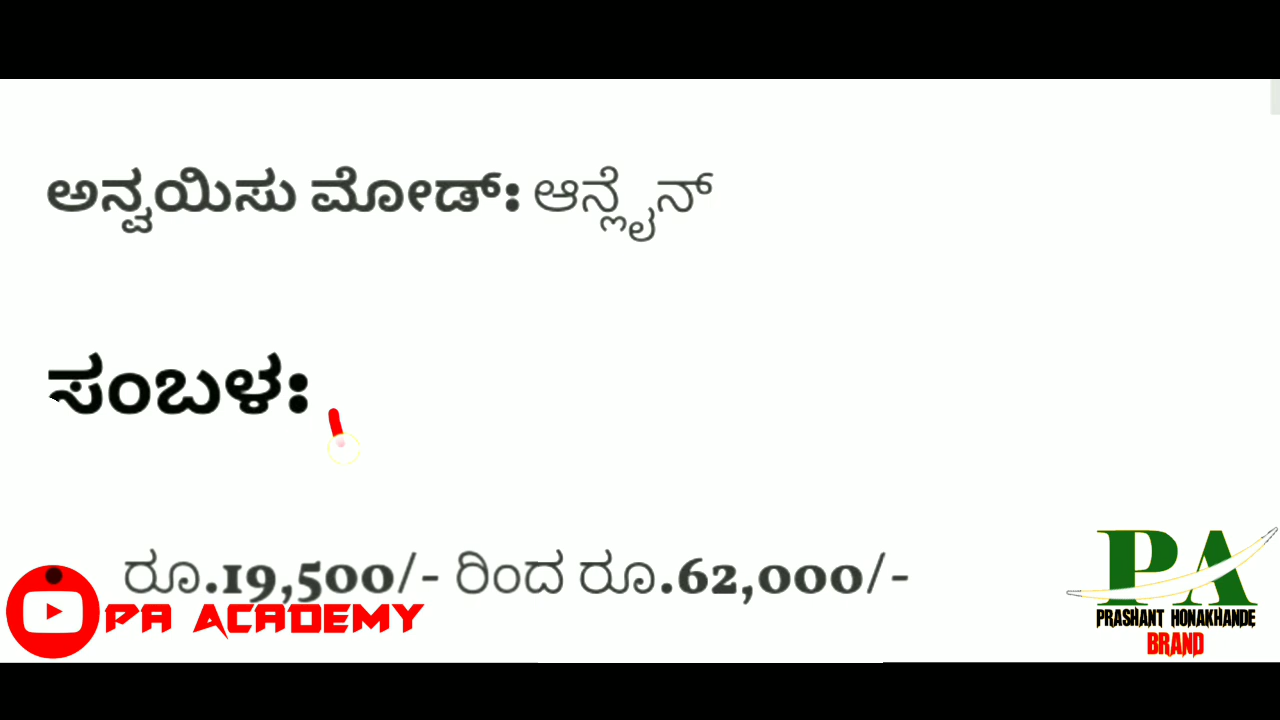 ಅನ್ವಯಿಸು ಮೋಡ್: ಆನ್ಲೈನ್
ಸಂಬಳ:
ರೂ.19,500/- ರಿಂದ ರೂ.62,000/-
PA ACADEMY
PA
PRASHANT HONAKHANDE
BRAND